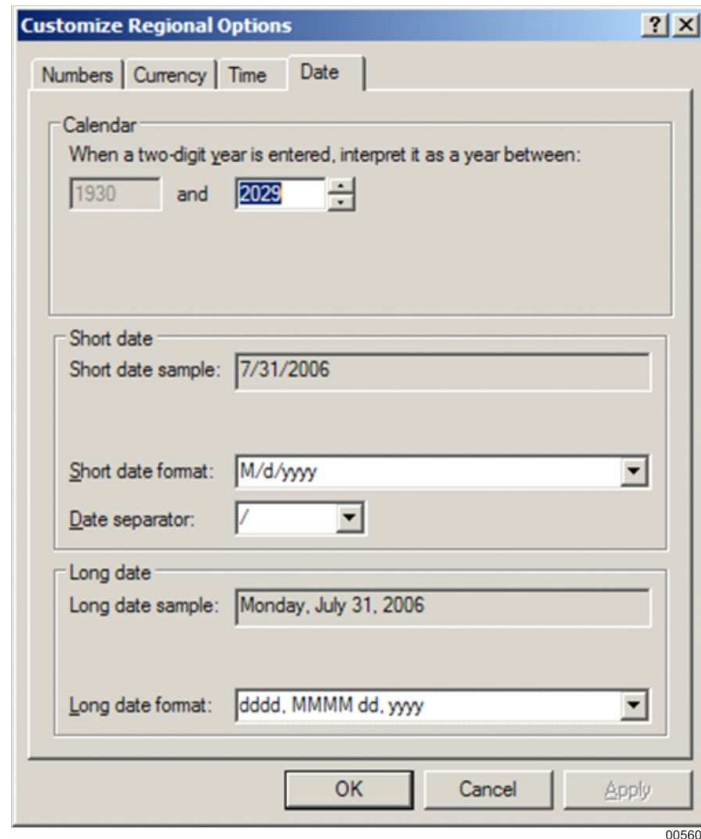 Customize Regional Options
Numbers Currency Time Date
Calendar
When a two-digit year is entered, interpret it as a year between:
1930 and 2029
Short date
Short date sample: 7/31/2006
Short date format: M/d/yyyy
Date separator: /
Long date
Long date sample: Monday, July 31, 2006
Long date format: dddd, MMMM dd, yyyy
OK Cancel Apply
00560